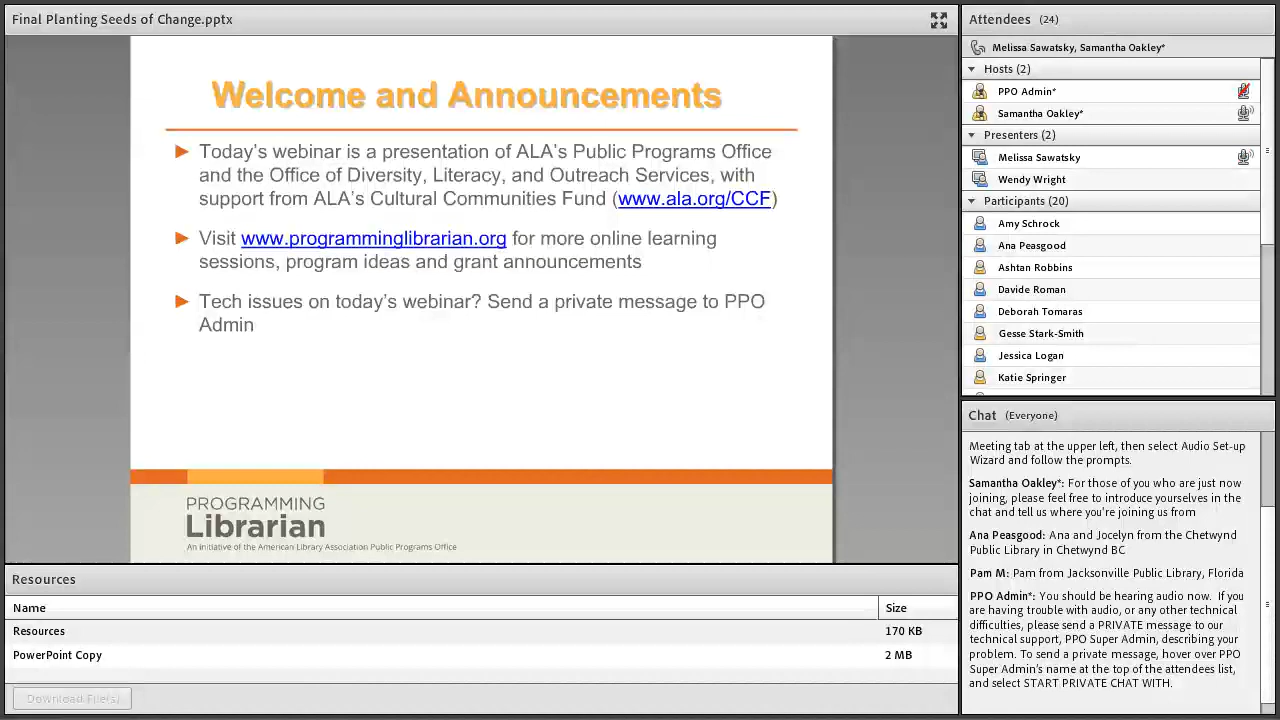 Final Planting Seeds of Change.pptx
Welcome and Announcements
Today's webinar is a presentation of ALA's Public Programs Office
and the Office of Diversity, Literacy, and Outreach Services, with
support from ALA's Cultural Communities Fund (www.ala.org/CCF)
Visit www.programminglibrarian.org for more online learning
sessions, program ideas and grant announcements
Tech issues on today's webinar? Send a private message to PPO
Admin
PROGRAMMING
Librarian
An Initiative of the American Library Association Public Programs Office
Resources
Name Size
Resources 170 KB
PowerPoint Copy 2 MB
Download File(s)
Attendees (24)
Melissa Sawatsky, Samantha Oakley*
Hosts (2)
PPO Admin*
Samantha Oakley*
Presenters (2)
Melissa Sawatsky
Wendy Wright
Participants (20)
Amy Schrock
Ana Peasgood
Ashtan Robbins
Davide Roman
Deborah Tomaras
Gesse Stark-Smith
Jessica Logan
Katie Springer
Chat (Everyone)
Meeting tab at the upper left, then select Audio Set-up
Wizard and follow the prompts.
Samantha Oakley*: For those of you who are just now
joining, please feel free to introduce yourselves in the
chat and tell us where you're joining us from
Ana Peasgood: Ana and Jocelyn from the Chetwynd
Public Library in Chetwynd BC
Pam M: Pam from Jacksonville Public Library, Florida
PPO Admin*: You should be hearing audio now. If you
are having trouble with audio, or any other technical
difficulties, please send a PRIVATE message to our
technical support, PPO Super Admin, describing your
problem. To send a private message, hover over PPO
Super Admin's name at the top of the attendees list,
and select START PRIVATE CHAT WITH.